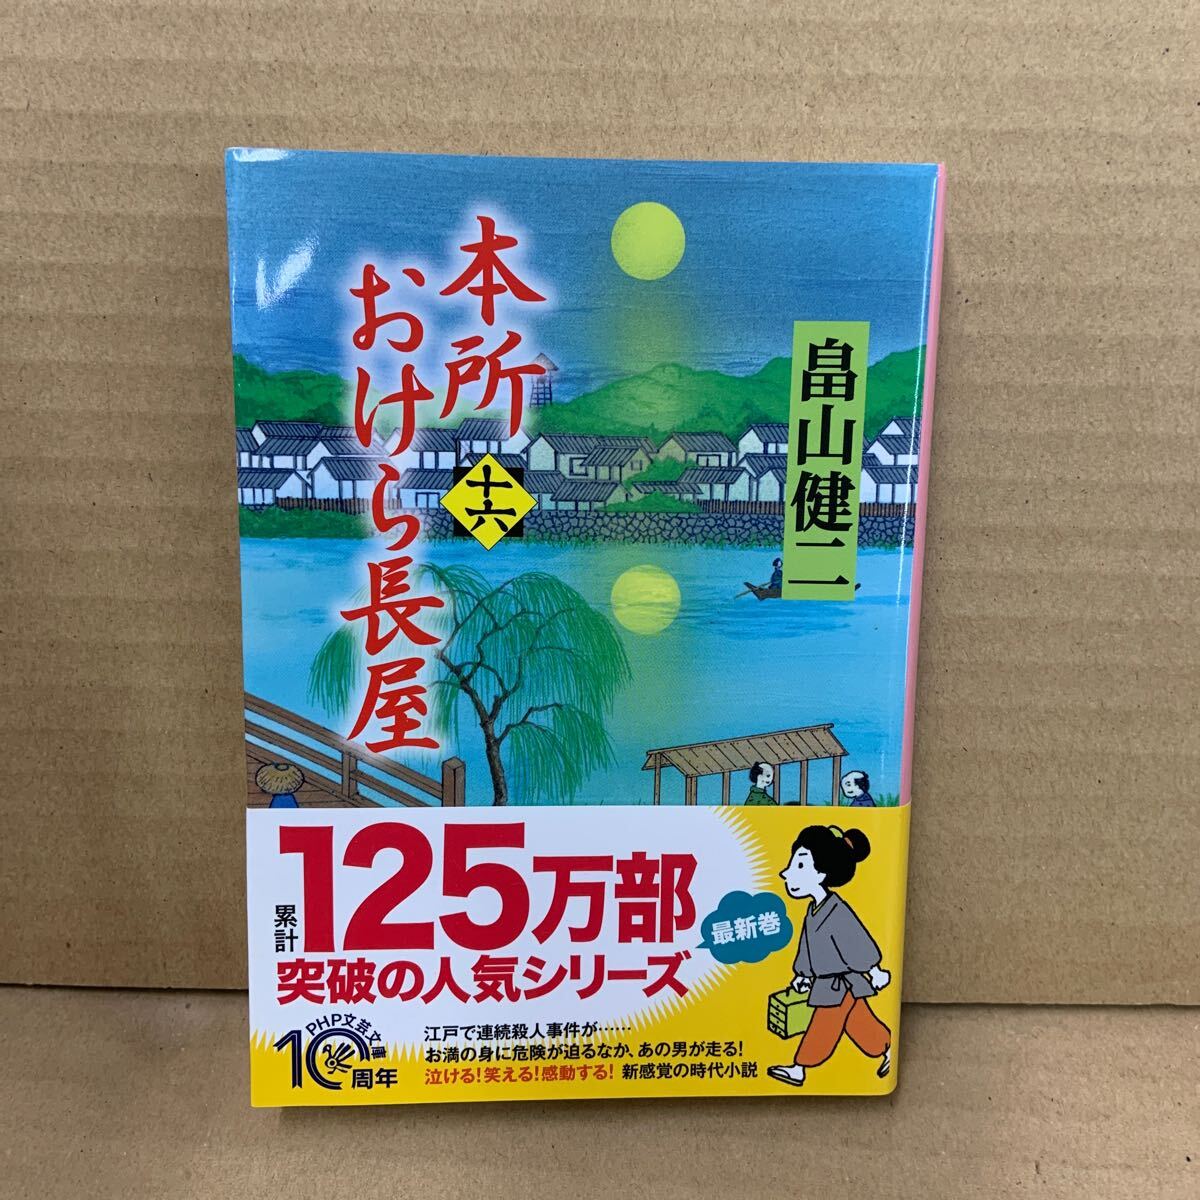 本所
おけら長屋
十六
畠山健二
累計
125万部
突破の人気シリーズ
最新巻
PHP文芸文庫
10周年
江戸で連続殺人事件が……
お満の身に危険が迫るなか、あの男が走る!
泣ける!笑える!感動する! 新感覚の時代小説